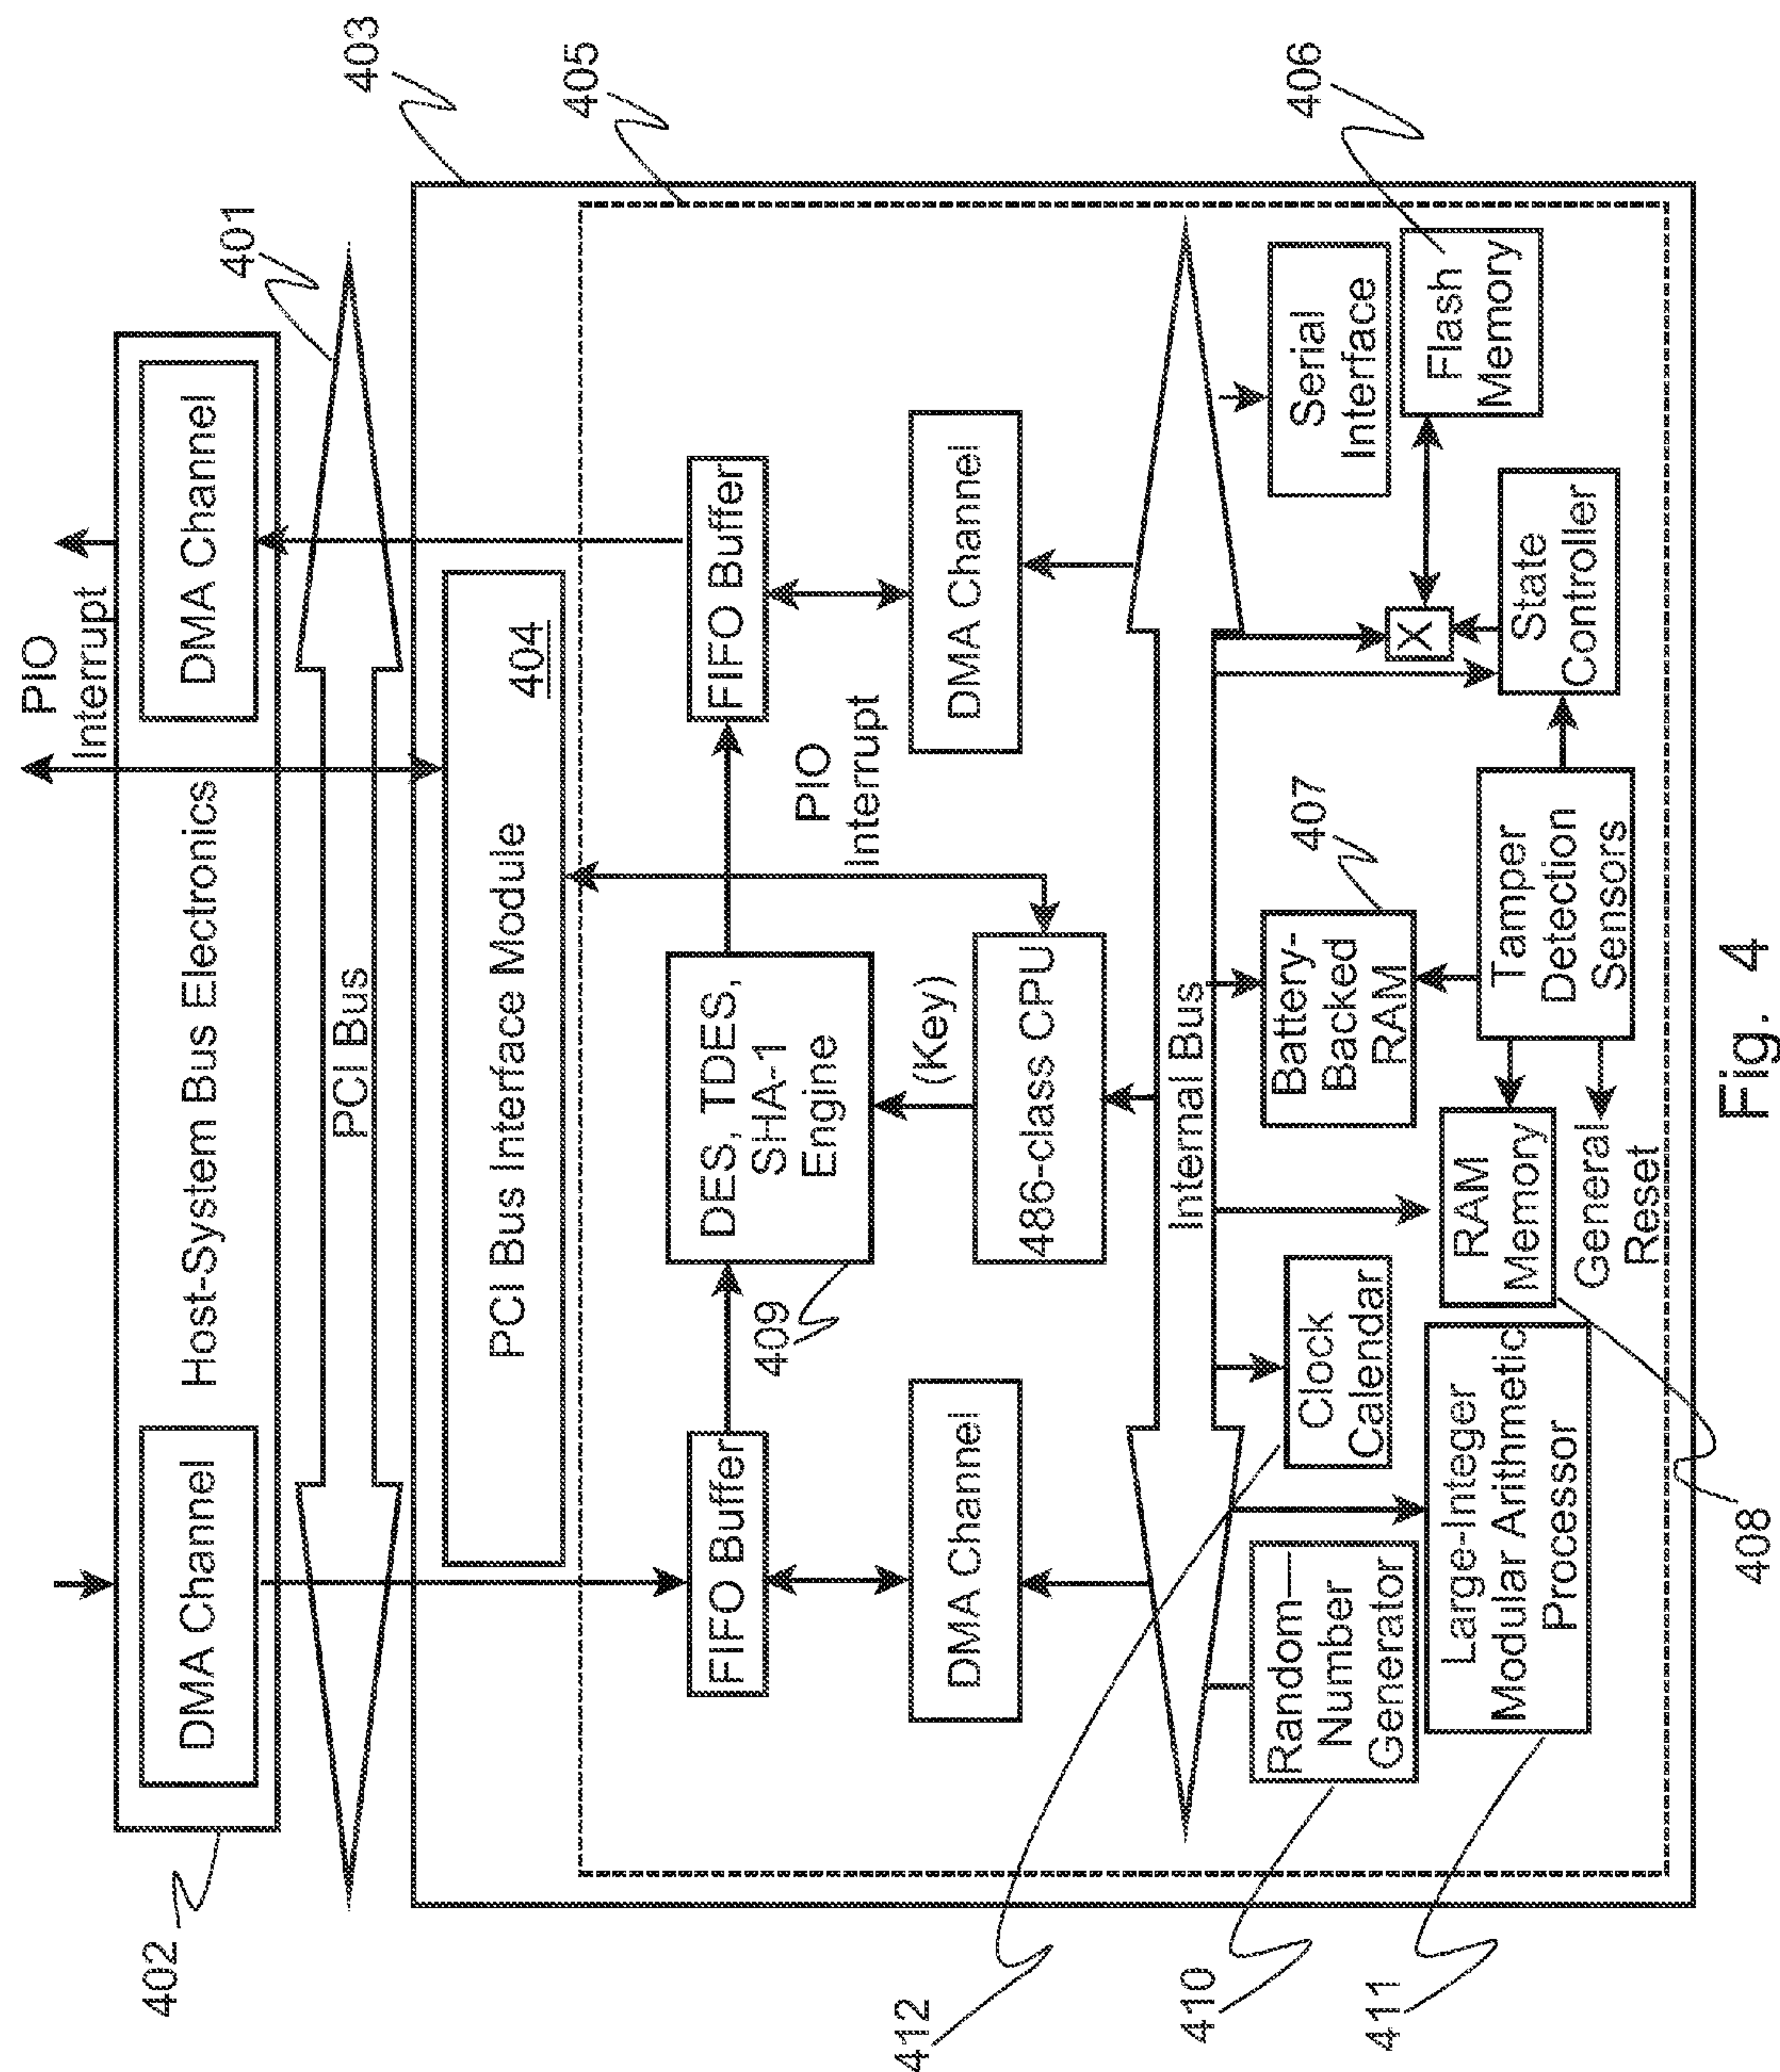 PIO
Interrupt
403
405
401
406
DMA Channel
Host-System Bus Electronics
DMA Channel
402
PCI Bus
PCI Bus Interface Module
404
FIFO Buffer
DES, TDES,
SHA-1
Engine
409
FIFO Buffer
PIO
Interrupt
(Key)
DMA Channel
486-class CPU
DMA Channel
Internal Bus
412
410
411
Random—
Number
Generator
Clock
Calendar
Battery-
Backed
RAM
407
Serial
Interface
Large-Integer
Modular Arithmetic
Processor
RAM
Memory
408
General
Reset
Tamper
Detection
Sensors
X
State
Controller
Flash
Memory
Fig. 4